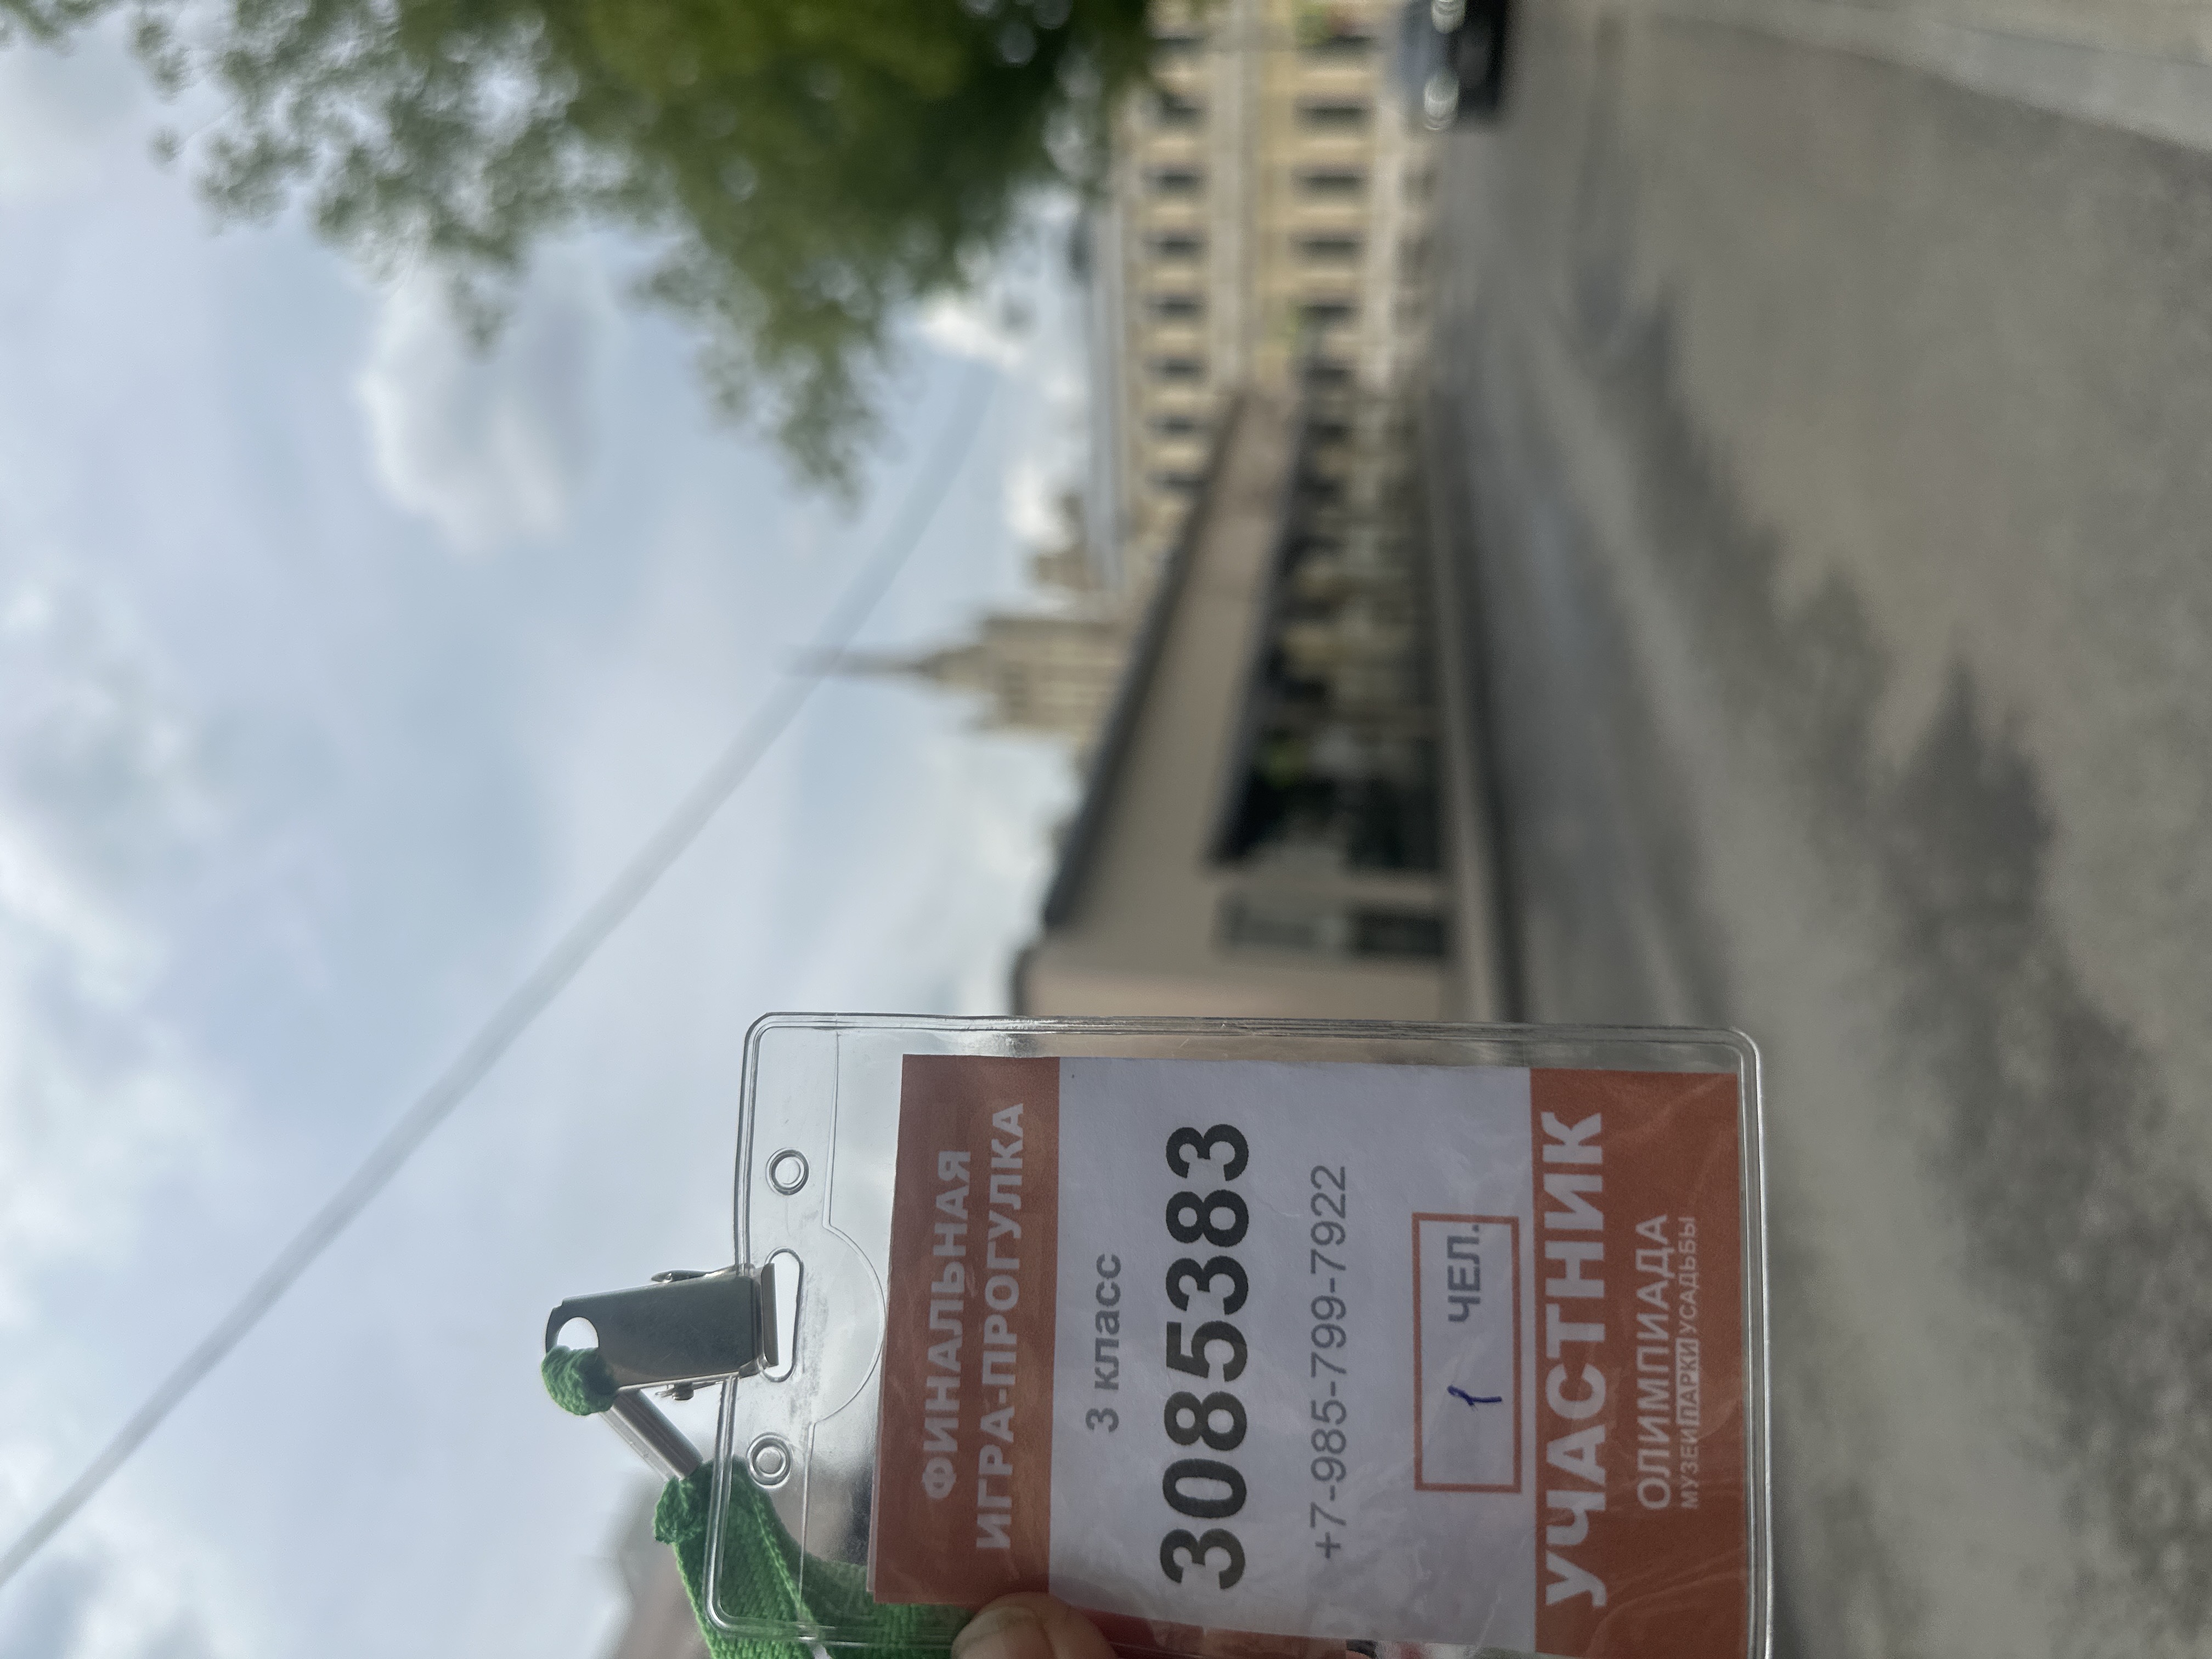 ФИНАЛЬНАЯ
ИГРА-ПРОГУЛКА
3 класс
3085383
+7-985-799-7922
1 ЧЕЛ.
УЧАСТНИК
ОЛИМПИАДА
МУЗЕИ ПАРКИ УСАДЬБЫ